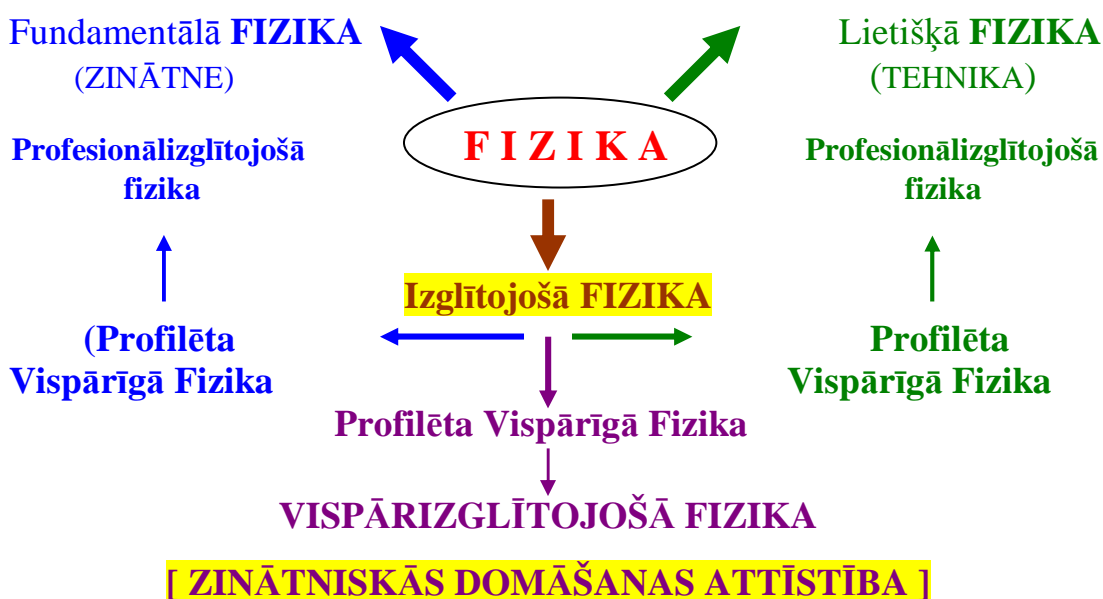 Fundamentālā FIZIKA
(ZINĀTNE)
Lietišķā FIZIKA
(TEHNIKA)
F I Z I K A
Profesionālizglītojošā
fizika
Profesionālizglītojošā
fizika
Izglītojošā FIZIKA
(Profilēta
Vispārīgā Fizika
Profilēta
Vispārīgā Fizika
Profilēta Vispārīgā Fizika
VISPĀRIZGLĪTOJOŠĀ FIZIKA
[ ZINĀTNISKĀS DOMĀŠANAS ATTĪSTĪBA ]